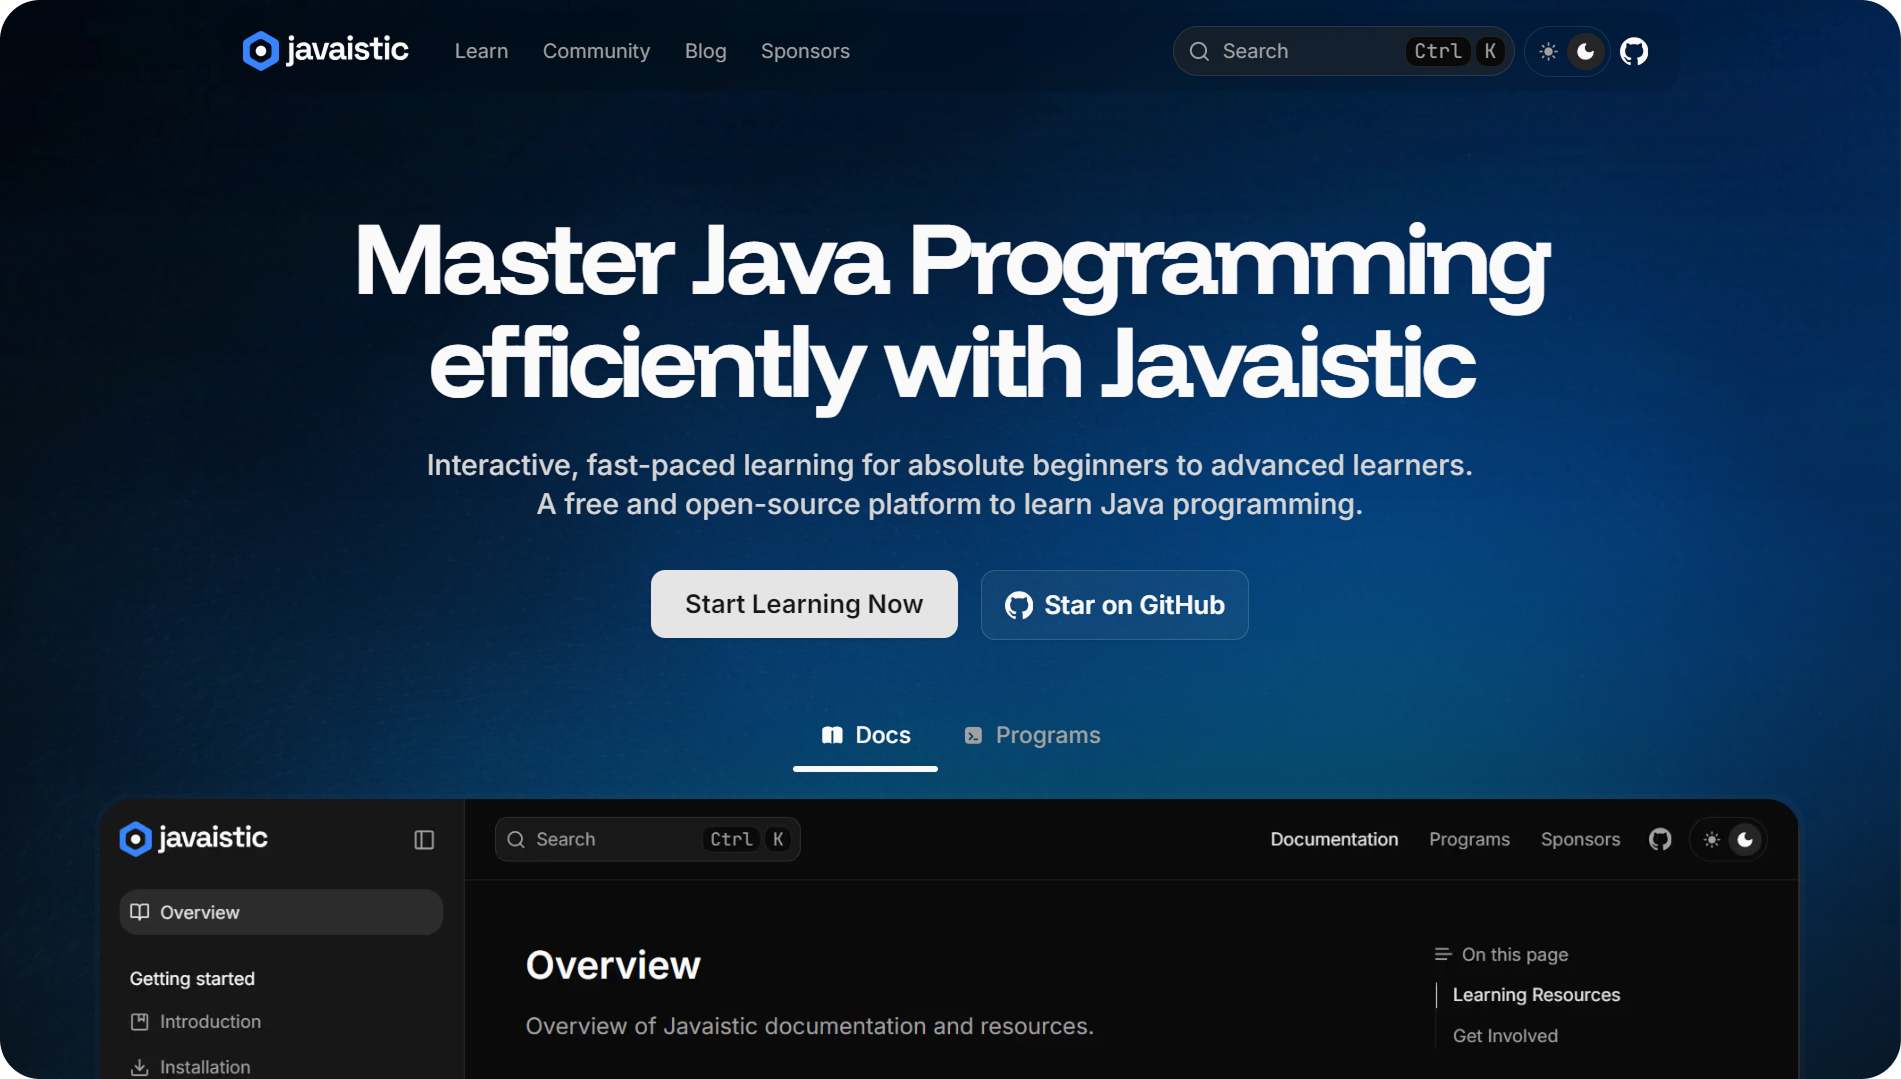 javaistic
Learn Community Blog Sponsors
Search Ctrl K
Master Java Programming
efficiently with Javaistic
Interactive, fast-paced learning for absolute beginners to advanced learners.
A free and open-source platform to learn Java programming.
Start Learning Now
Star on GitHub
Docs
Programs
javaistic
Search Ctrl K
Documentation Programs Sponsors
Overview
Getting started
Introduction
Installation
Overview
Overview of Javaistic documentation and resources.
On this page
Learning Resources
Get Involved